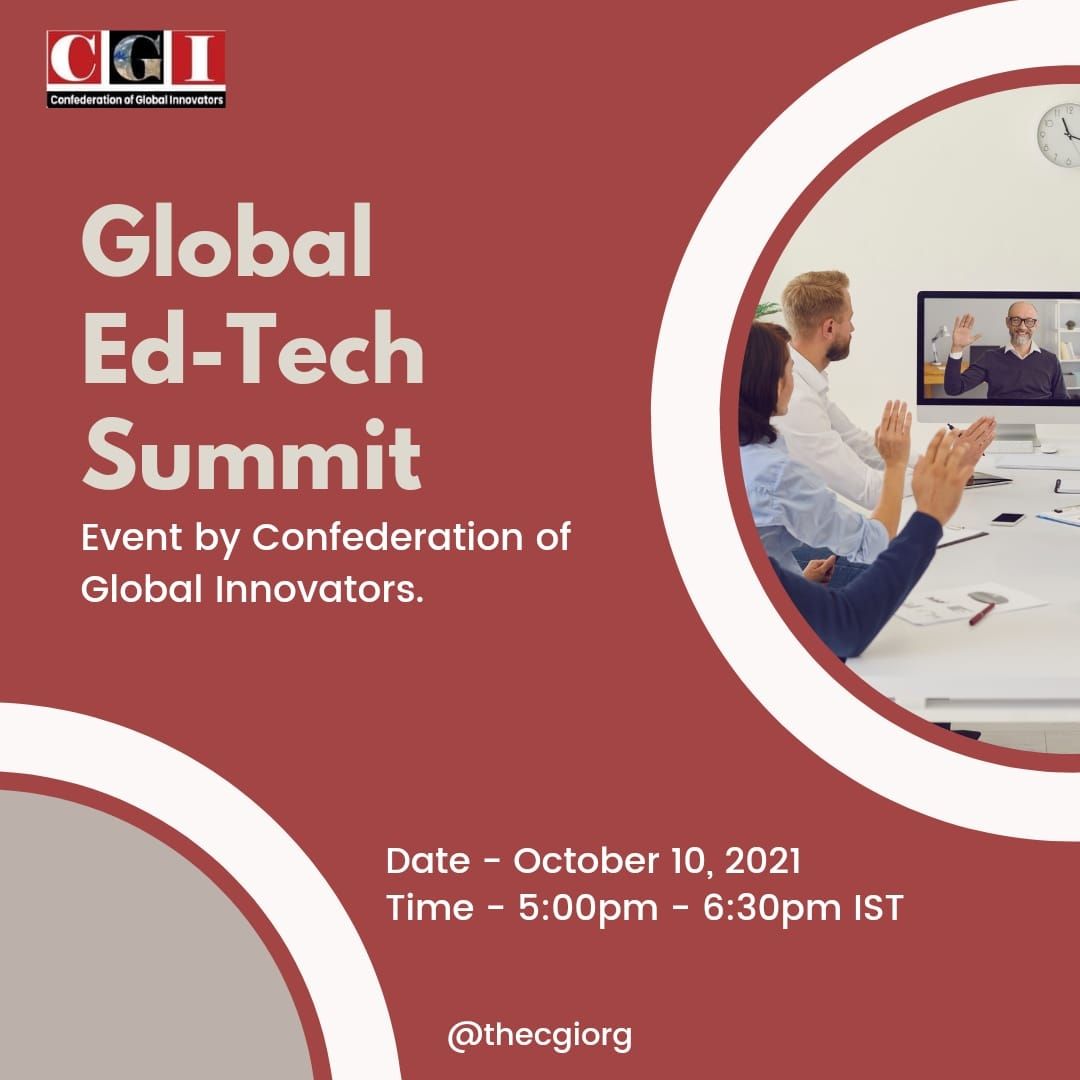 CGI
Confederation of Global Innovators
Global
Ed-Tech
Summit
Event by Confederation of
Global Innovators.
Date - October 10, 2021
Time - 5:00pm - 6:30pm IST
@thecgiorg